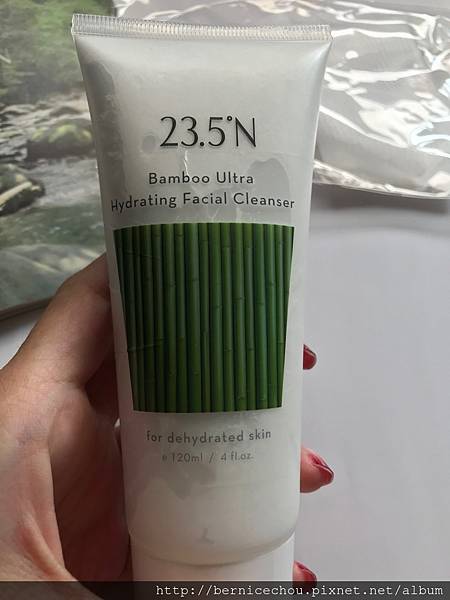 23.5°N
Bamboo Ultra
Hydrating Facial Cleanser
for dehydrated skin
e 120ml / 4 fl.oz.
http://bernicechou.pixnet.net/album